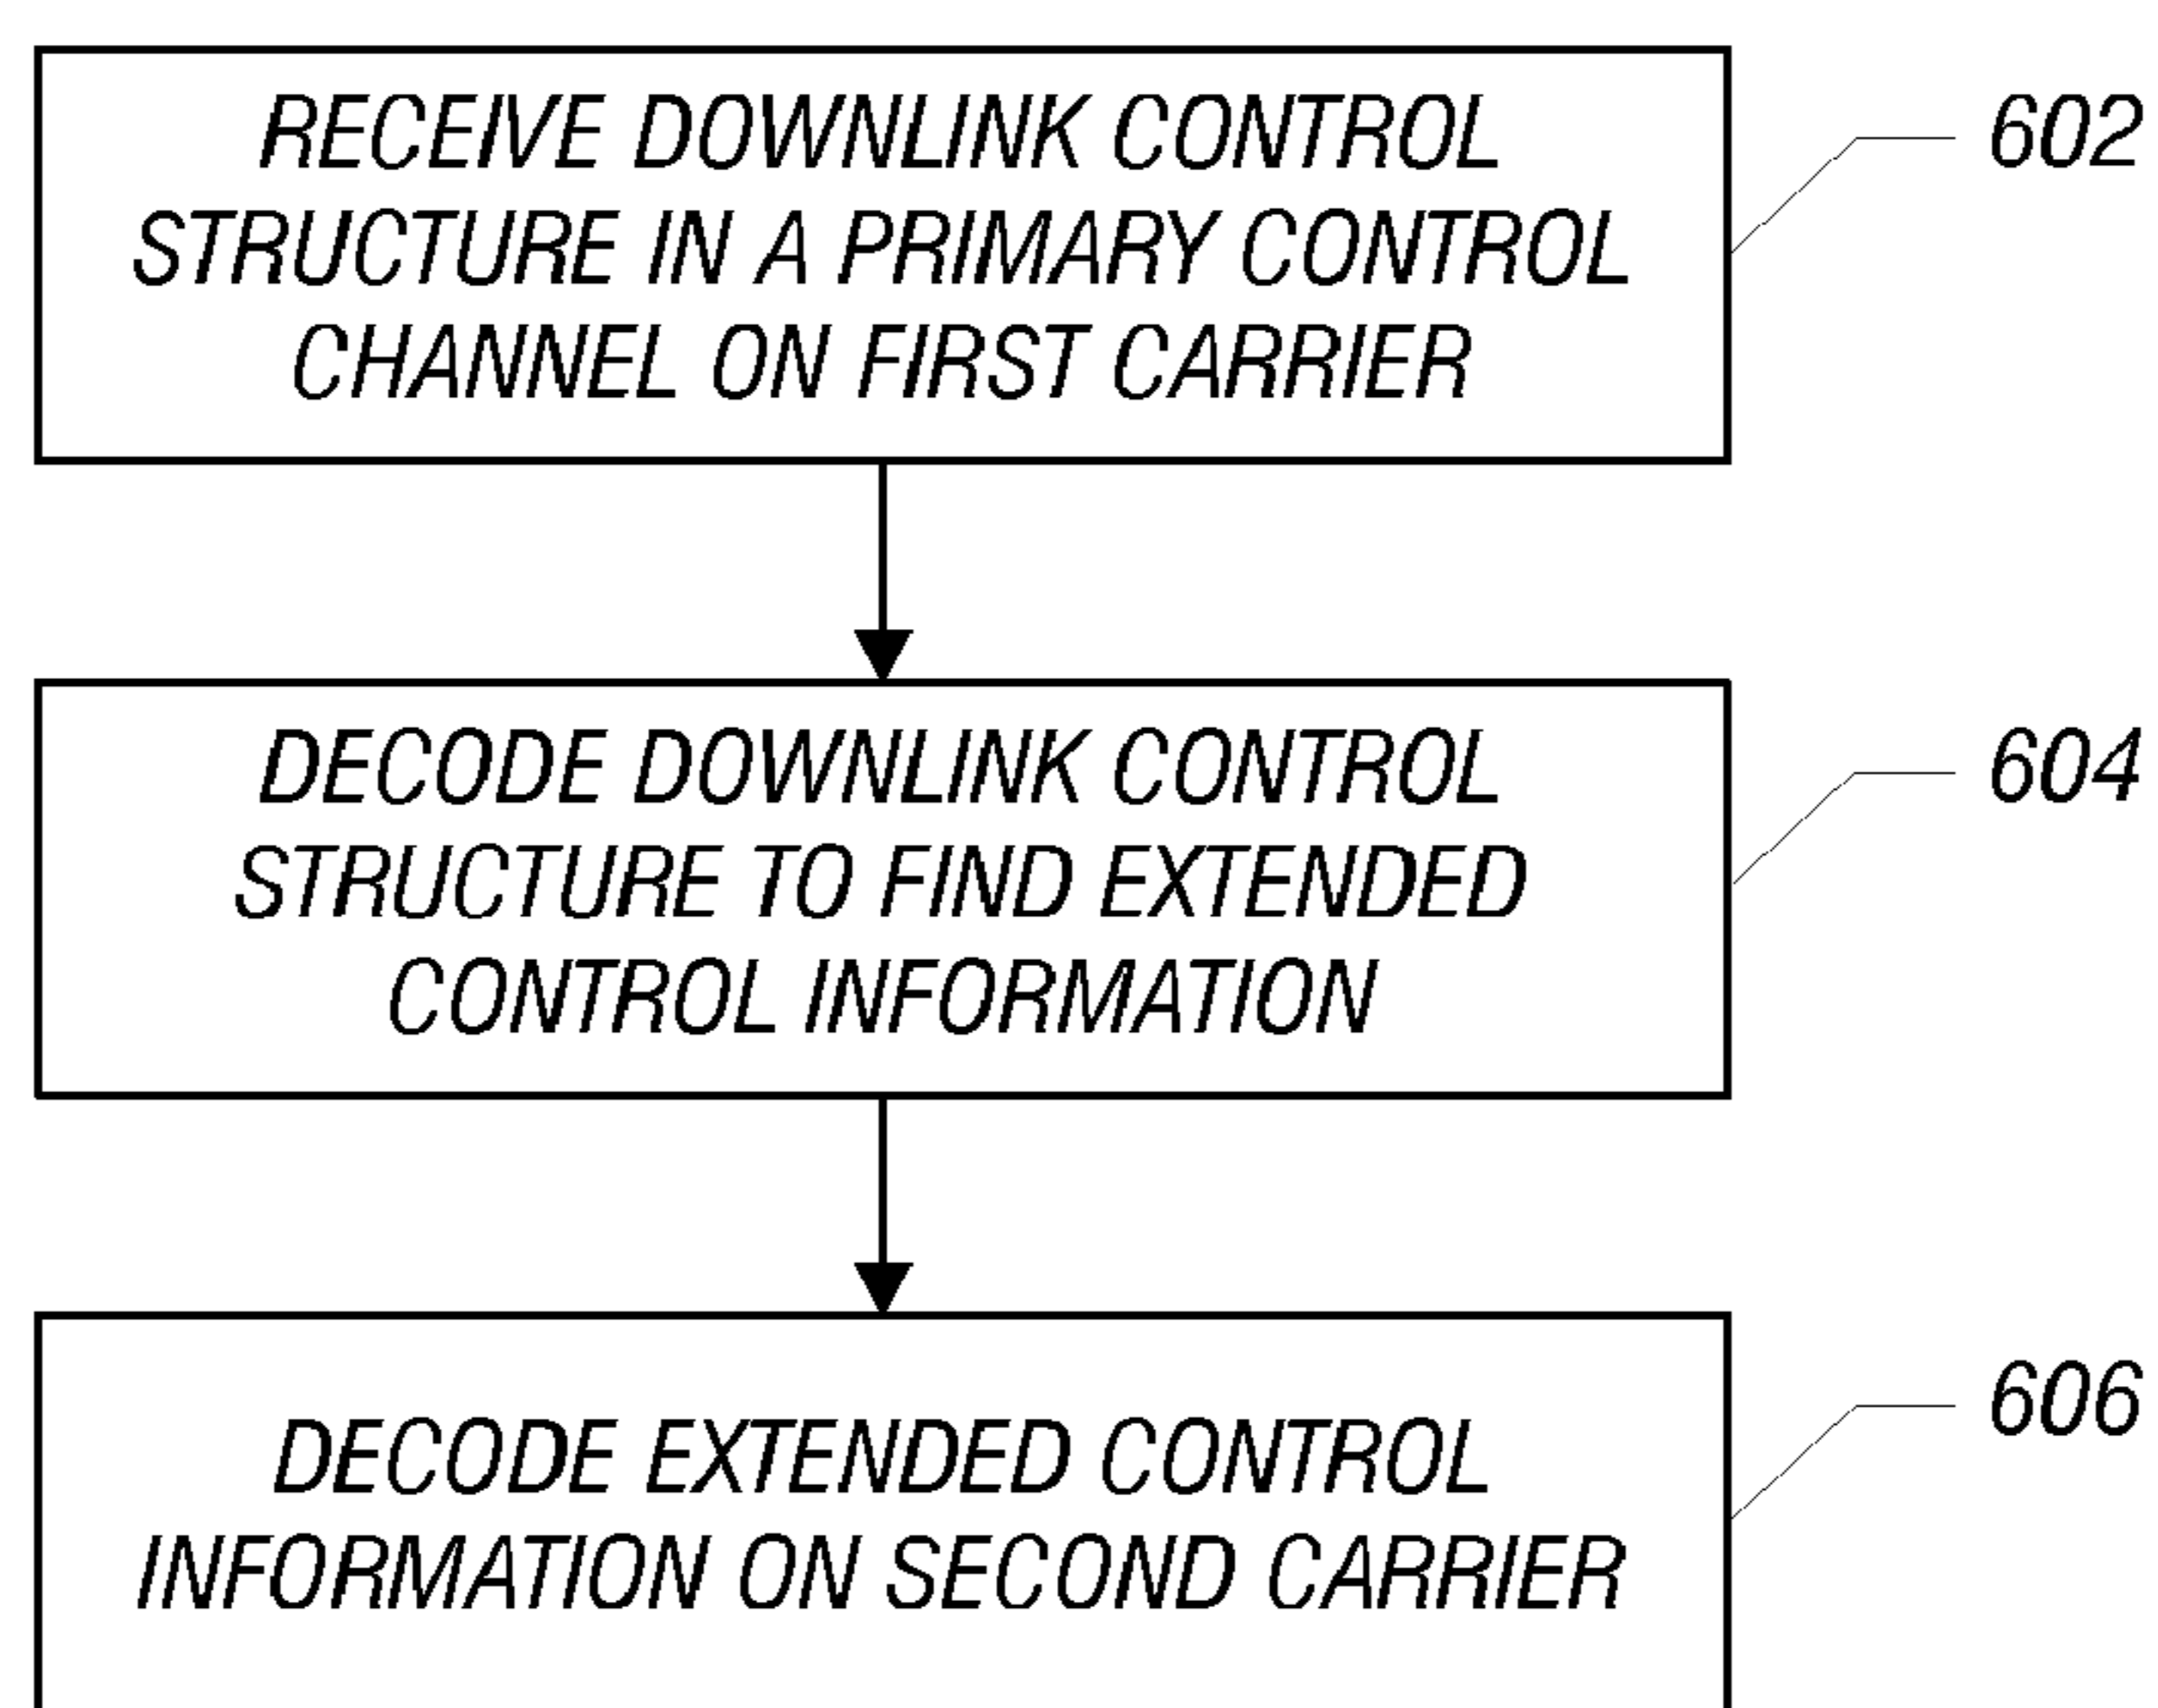 RECEIVE DOWNLINK CONTROL
STRUCTURE IN A PRIMARY CONTROL
CHANNEL ON FIRST CARRIER
602
DECODE DOWNLINK CONTROL
STRUCTURE TO FIND EXTENDED
CONTROL INFORMATION
604
DECODE EXTENDED CONTROL
INFORMATION ON SECOND CARRIER
606